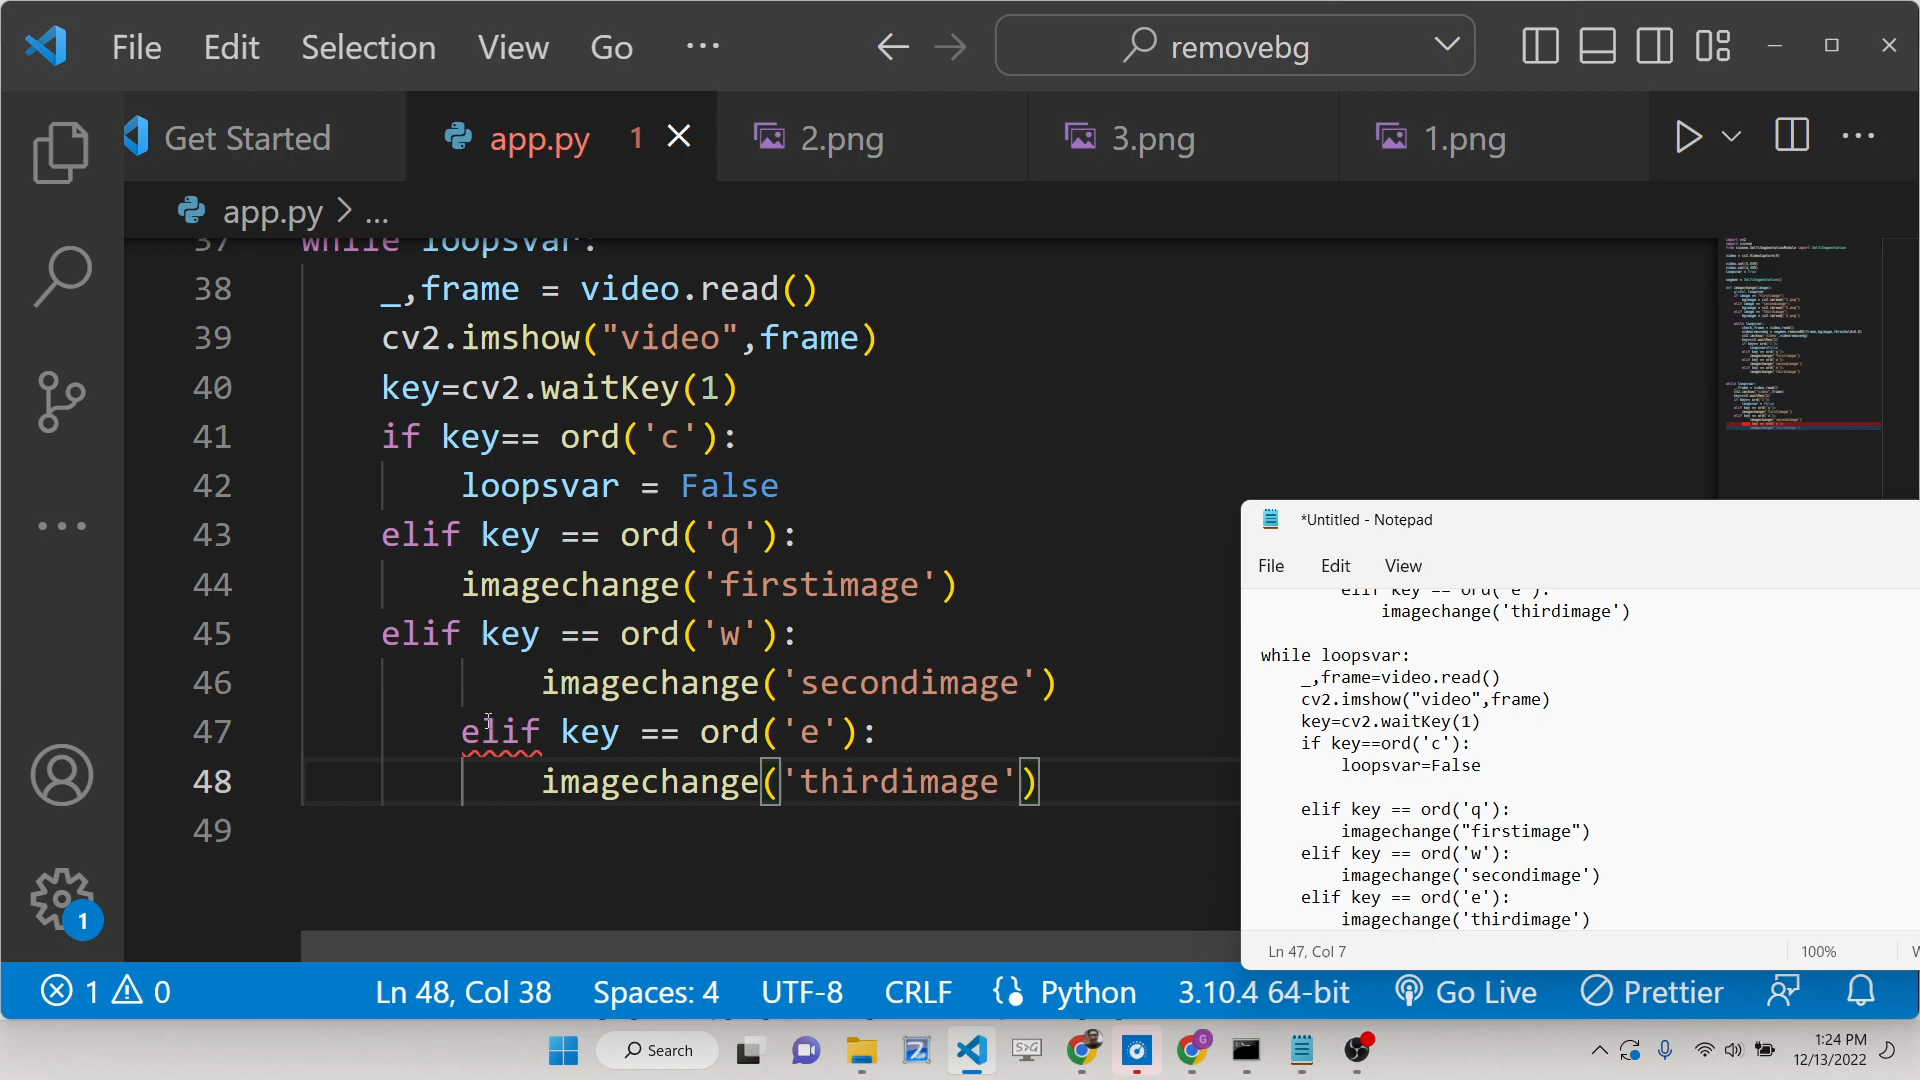 File Edit Selection View Go ··· removebg
Get Started app.py 1 2.png 3.png 1.png
app.py > ...
37 while loopsvar:
38 _,frame = video.read()
39 cv2.imshow("video",frame)
40 key=cv2.waitKey(1)
41 if key== ord('c'):
42 loopsvar = False
43 elif key == ord('q'):
44 imagechange('firstimage')
45 elif key == ord('w'):
46 imagechange('secondimage')
47 elif key == ord('e'):
48 imagechange('thirdimage')
49
*Untitled - Notepad
File Edit View
elif key == ord('e'):
imagechange('thirdimage')
while loopsvar:
_,frame=video.read()
cv2.imshow("video",frame)
key=cv2.waitKey(1)
if key==ord('c'):
loopsvar=False
elif key == ord('q'):
imagechange("firstimage")
elif key == ord('w'):
imagechange('secondimage')
elif key == ord('e'):
imagechange('thirdimage')
Ln 47, Col 7 100% W
1
1 0 Ln 48, Col 38 Spaces: 4 UTF-8 CRLF Python 3.10.4 64-bit Go Live Prettier
Search
1:24 PM
12/13/2022